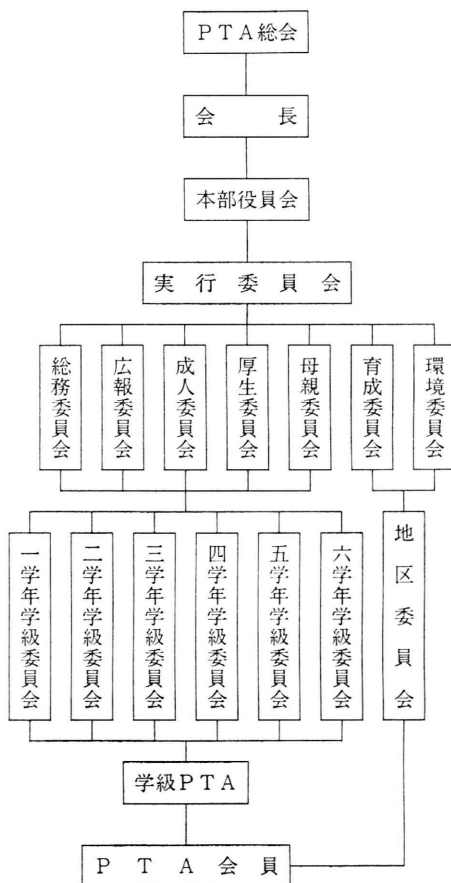 PTA総会
会長
本部役員会
実行委員会
総務委員会
広報委員会
成人委員会
厚生委員会
母親委員会
育成委員会
環境委員会
一学年学級委員会
二学年学級委員会
三学年学級委員会
四学年学級委員会
五学年学級委員会
六学年学級委員会
地区委員会
学級PTA
PTA会員